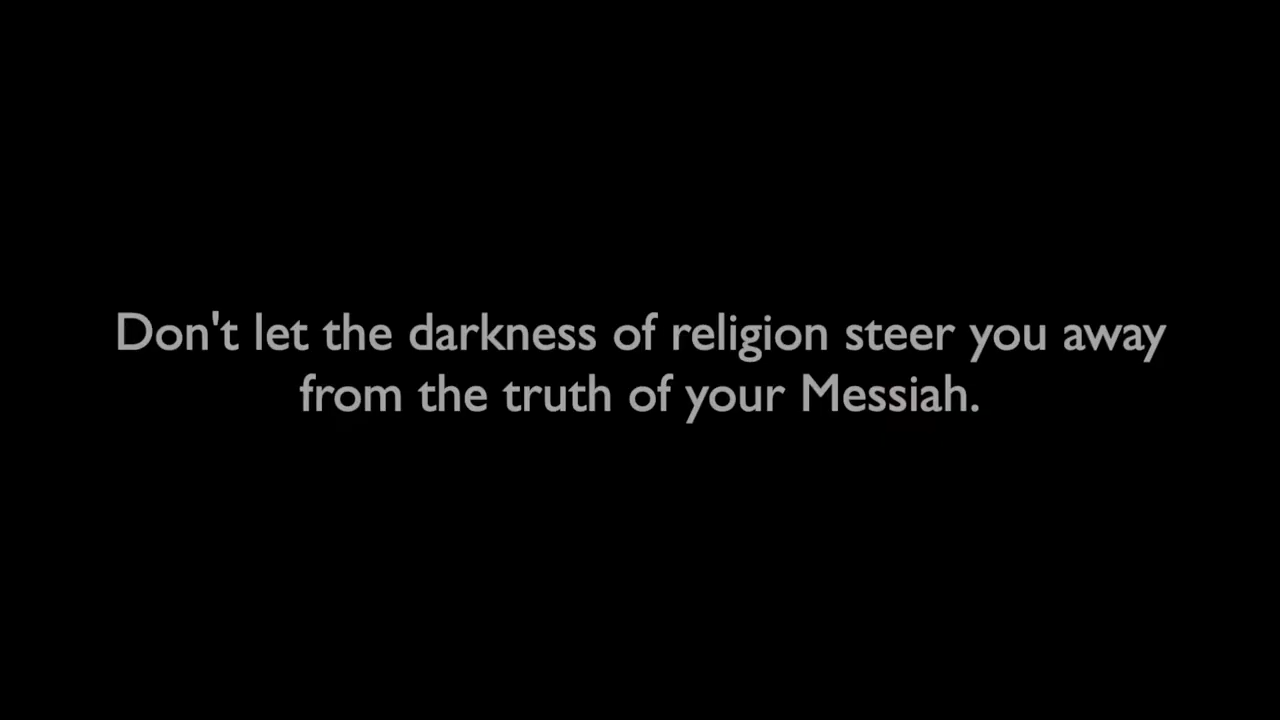 Don't let the darkness of religion steer you away
from the truth of your Messiah.